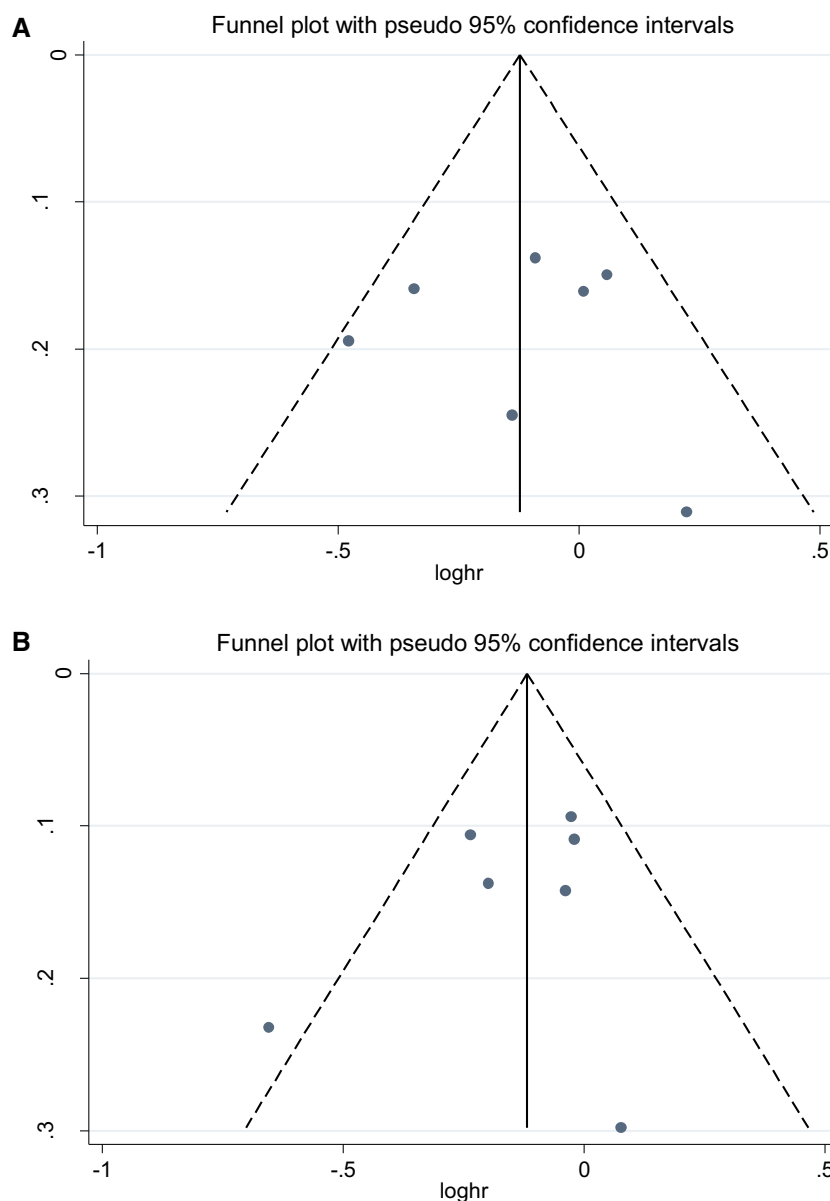 A
Funnel plot with pseudo 95% confidence intervals
0
.1
.2
.3
-1 -.5 0 .5
loghr
B
Funnel plot with pseudo 95% confidence intervals
0
.1
.2
.3
-1 -.5 0 .5
loghr